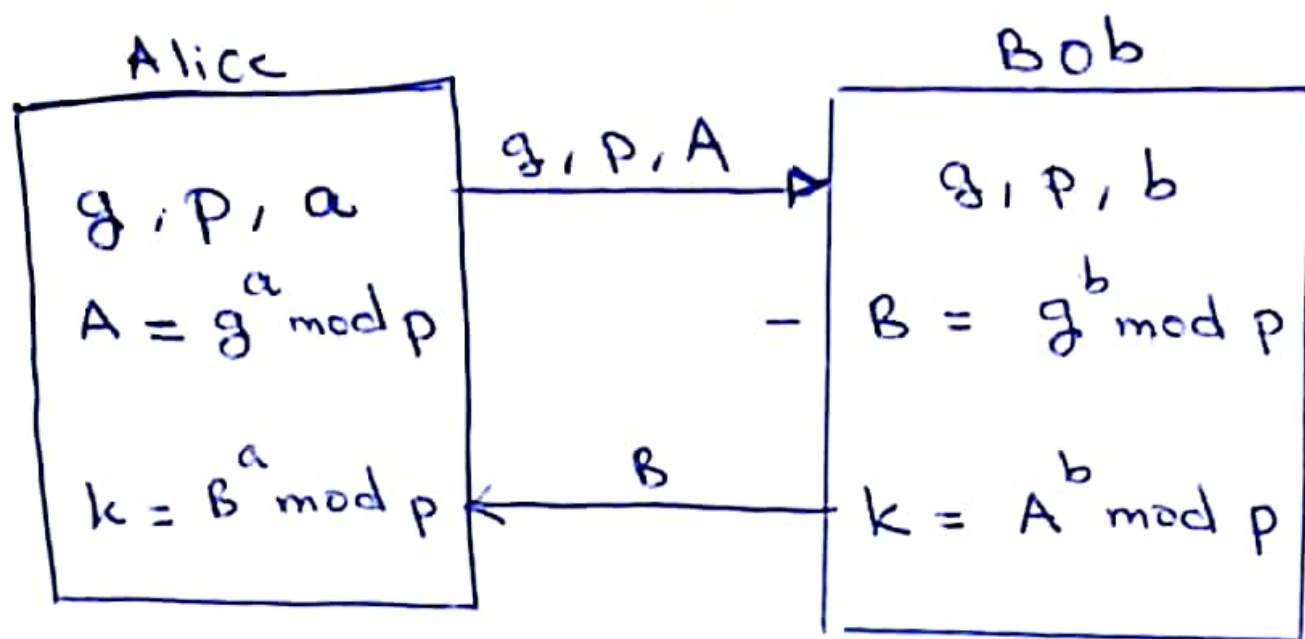 Alice
g, p, a
A = g^a mod p
k = B^a mod p
g, p, A
B
Bob
g, p, b
- B = g^b mod p
k = A^b mod p